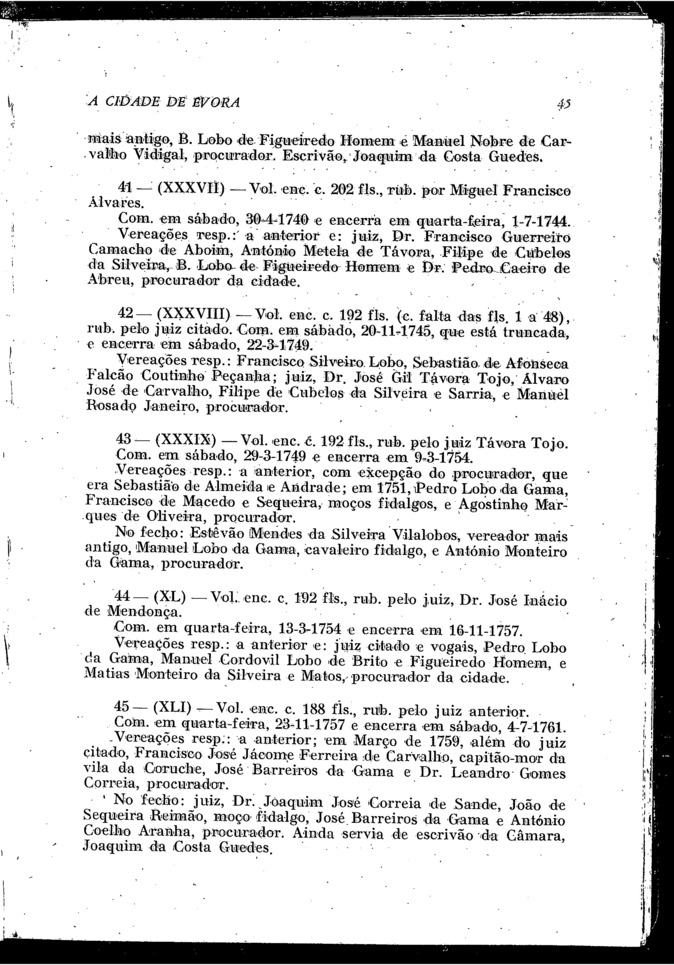 A CIDADE DE ÉVORA 45
mais antigo, B. Lobo de Figueiredo Homem e Manuel Nobre de Car-
valho Vidigal, procurador. Escrivão, Joaquim da Costa Guedes.
41 — (XXXVII) — Vol. enc. c. 202 fls., rub. por Miguel Francisco
Álvares.
Com. em sábado, 30-4-1740 e encerra em quarta-feira, 1-7-1744.
Vereações resp.: a anterior e: juiz, Dr. Francisco Guerreiro
Camacho de Aboim, António Metela de Távora, Filipe de Cubelos
da Silveira, B. Lobo de Figueiredo Homem e Dr. Pedro Caeiro de
Abreu, procurador da cidade.
42 — (XXXVIII) — Vol. enc. c. 192 fls. (c. falta das fls. 1 a 48),
rub. pelo juiz citado. Com. em sábado, 20-11-1745, que está truncada,
e encerra em sábado, 22-3-1749.
Vereações resp.: Francisco Silveiro Lobo, Sebastião de Afonseca
Falcão Coutinho Peçanha; juiz, Dr. José Gil Távora Tojo, Álvaro
José de Carvalho, Filipe de Cubelos da Silveira e Sarria, e Manuel
Rosado Janeiro, procurador.
43 — (XXXIX) — Vol. enc. c. 192 fls., rub. pelo juiz Távora Tojo.
Com. em sábado, 29-3-1749 e encerra em 9-3-1754.
Vereações resp.: a anterior, com excepção do procurador, que
era Sebastião de Almeida e Andrade; em 1751, Pedro Lobo da Gama,
Francisco de Macedo e Sequeira, moços fidalgos, e Agostinho Mar-
ques de Oliveira, procurador.
No fecho: Estêvão Mendes da Silveira Vilalobos, vereador mais
antigo, Manuel Lobo da Gama, cavaleiro fidalgo, e António Monteiro
da Gama, procurador.
44 — (XL) — Vol. enc. c. 192 fls., rub. pelo juiz, Dr. José Inácio
de Mendonça.
Com. em quarta-feira, 13-3-1754 e encerra em 16-11-1757.
Vereações resp.: a anterior e: juiz citado e vogais, Pedro Lobo
da Gama, Manuel Cordovil Lobo de Brito e Figueiredo Homem, e
Matias Monteiro da Silveira e Matos, procurador da cidade.
45 — (XLI) — Vol. enc. c. 188 fls., rub. pelo juiz anterior.
Com. em quarta-feira, 23-11-1757 e encerra em sábado, 4-7-1761.
Vereações resp.: a anterior; em Março de 1759, além do juiz
citado, Francisco José Jácome Ferreira de Carvalho, capitão-mor da
vila da Coruche, José Barreiros da Gama e Dr. Leandro Gomes
Correia, procurador.
No fecho: juiz, Dr. Joaquim José Correia de Sande, João de
Sequeira Reimão, moço fidalgo, José Barreiros da Gama e António
Coelho Aranha, procurador. Ainda servia de escrivão da Câmara,
Joaquim da Costa Guedes.